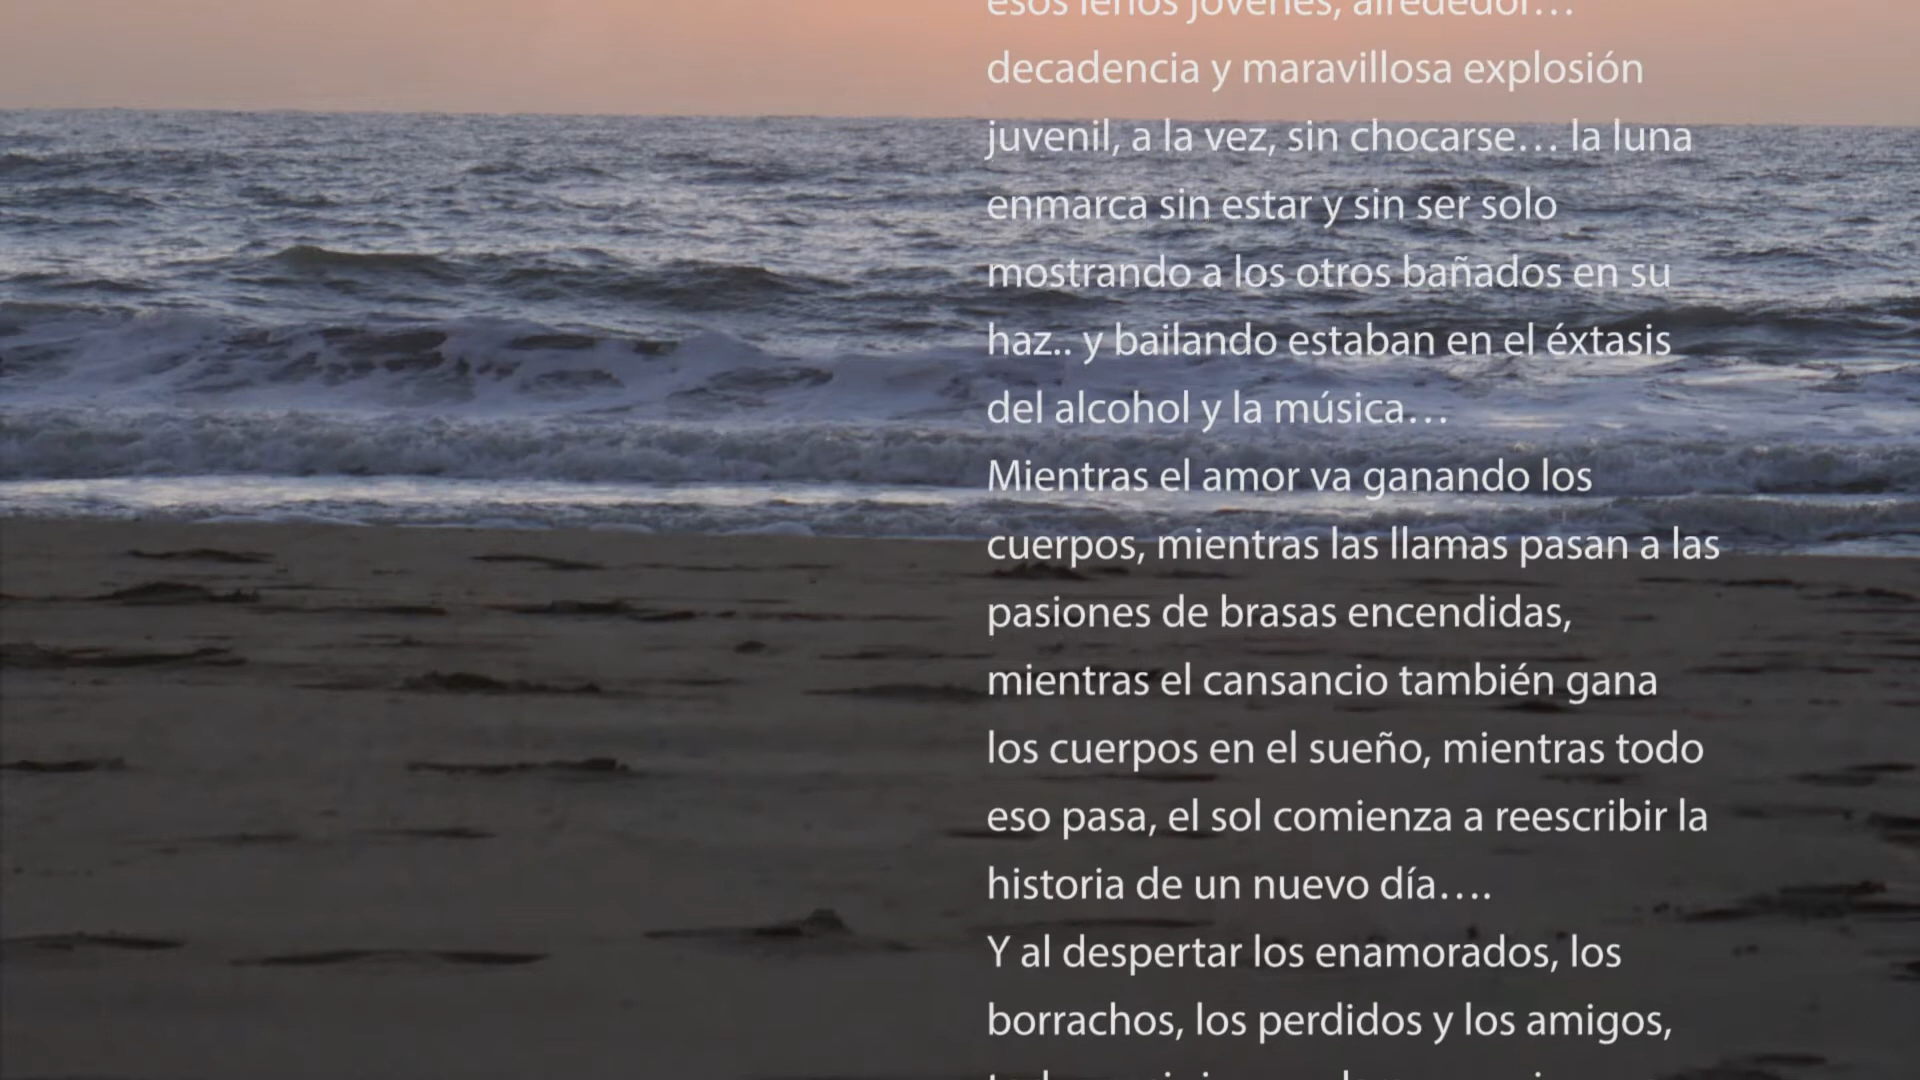 esos leños jóvenes, alrededor…
decadencia y maravillosa explosión
juvenil, a la vez, sin chocarse… la luna
enmarca sin estar y sin ser solo
mostrando a los otros bañados en su
haz.. y bailando estaban en el éxtasis
del alcohol y la música…
Mientras el amor va ganando los
cuerpos, mientras las llamas pasan a las
pasiones de brasas encendidas,
mientras el cansancio también gana
los cuerpos en el sueño, mientras todo
eso pasa, el sol comienza a reescribir la
historia de un nuevo día….
Y al despertar los enamorados, los
borrachos, los perdidos y los amigos,